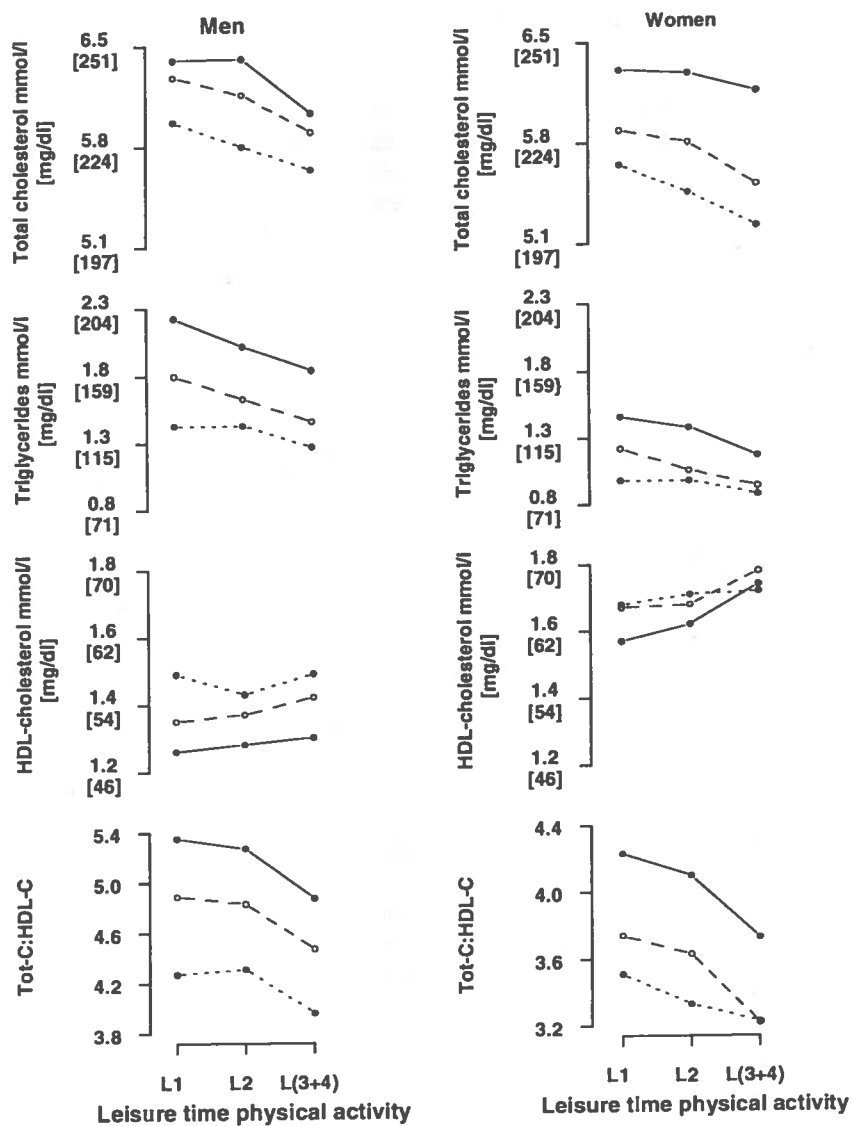 Men
Total cholesterol mmol/l
[mg/dl]
6.5
[251]
5.8
[224]
5.1
[197]
Triglycerides mmol/l
[mg/dl]
2.3
[204]
1.8
[159]
1.3
[115]
0.8
[71]
HDL-cholesterol mmol/l
[mg/dl]
1.8
[70]
1.6
[62]
1.4
[54]
1.2
[46]
Tot-C:HDL-C
5.4
5.0
4.6
4.2
3.8
L1 L2 L(3+4)
Leisure time physical activity
Women
Total cholesterol mmol/l
[mg/dl]
6.5
[251]
5.8
[224]
5.1
[197]
Triglycerides mmol/l
[mg/dl]
2.3
[204]
1.8
[159}
1.3
[115]
0.8
[71]
HDL-cholesterol mmol/l
[mg/dl]
1.8
[70]
1.6
[62]
1.4
[54]
1.2
[46]
Tot-C:HDL-C
4.4
4.0
3.6
3.2
L1 L2 L(3+4)
Leisure time physical activity